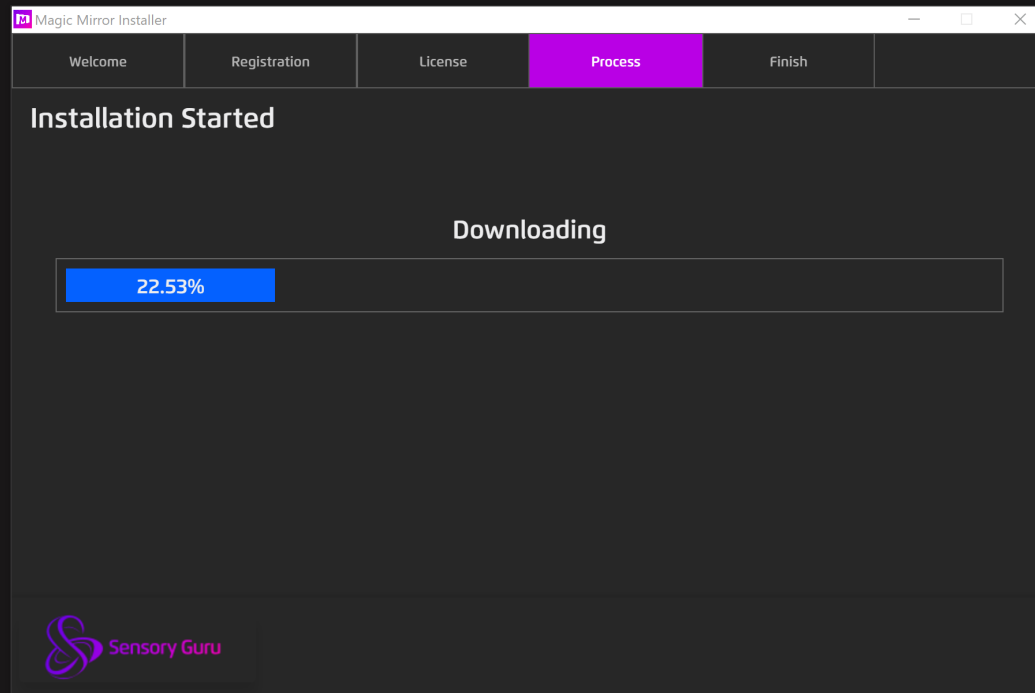 Magic Mirror Installer
Welcome
Registration
License
Process
Finish
Installation Started
Downloading
22.53%
Sensory Guru